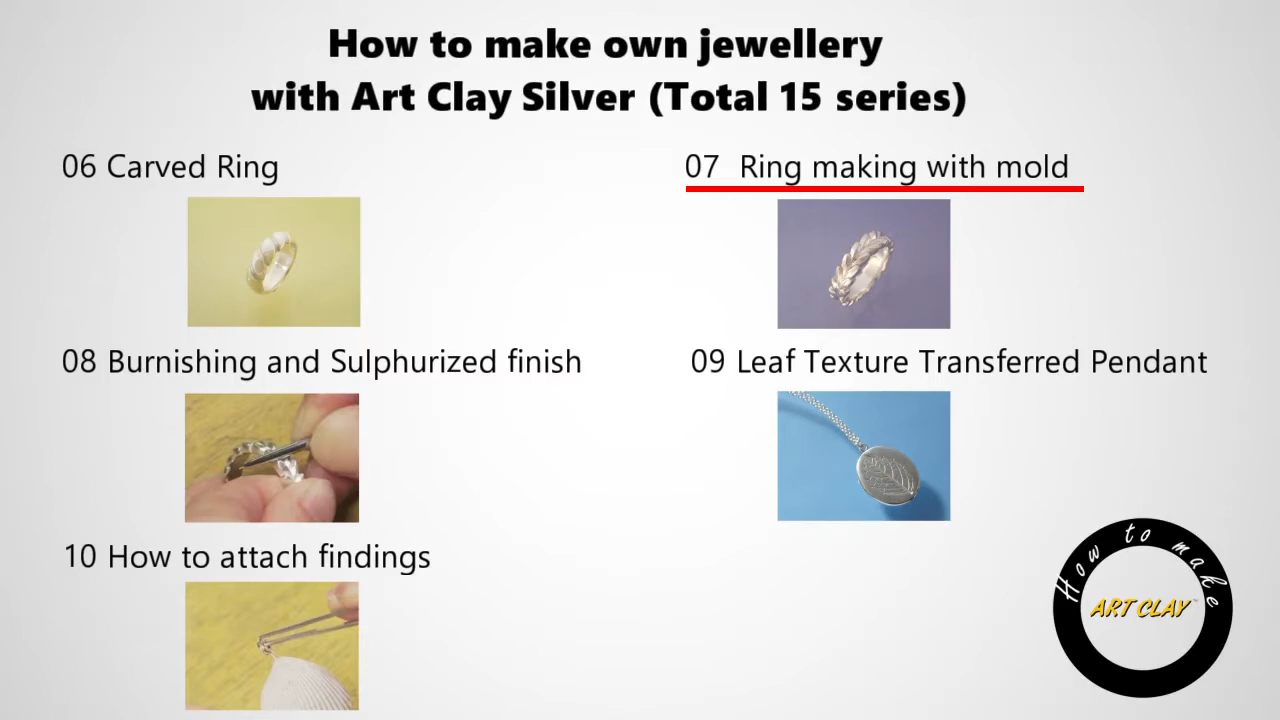 How to make own jewellery
with Art Clay Silver (Total 15 series)
06 Carved Ring
07 Ring making with mold
08 Burnishing and Sulphurized finish
09 Leaf Texture Transferred Pendant
10 How to attach findings
How to make
ART CLAY™